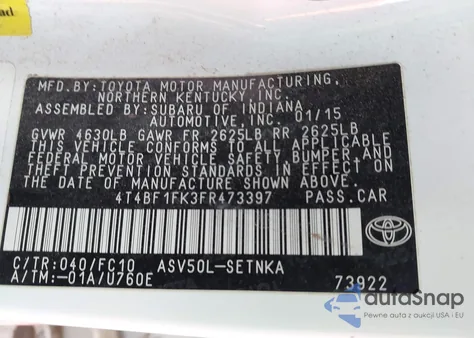 ad
MFD.BY:TOYOTA MOTOR MANUFACTURING,
NORTHERN KENTUCKY,INC.
ASSEMBLED BY:SUBARU OF INDIANA
AUTOMOTIVE,INC. 01/15
GVWR 4630LB GAWR FR 2625LB RR 2625LB
THIS VEHICLE CONFORMS TO ALL APPLICABLE
FEDERAL MOTOR VEHICLE SAFETY, BUMPER,AND
THEFT PREVENTION STANDARDS IN EFFECT ON
THE DATE OF MANUFACTURE SHOWN ABOVE.
4T4BF1FK3FR473397 PASS.CAR
C/TR:040/FC10 ASV50L-SETNKA
A/TM:-01A/U760E 73922
autoSnap
Pewne auta z aukcji USA i EU